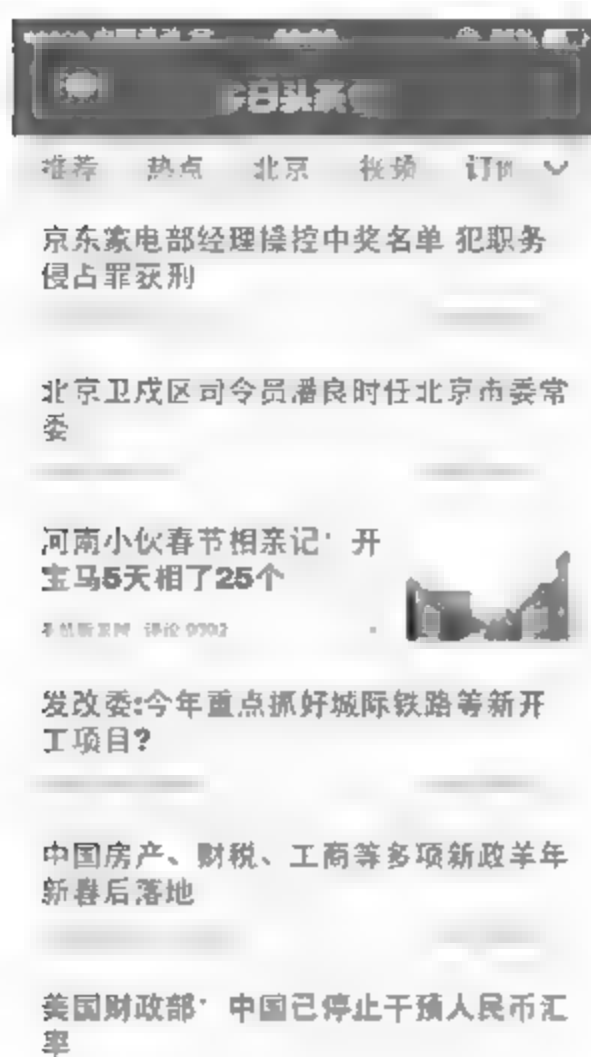 今日头条
推荐 热点 北京 视频
京东家电部经理操控中奖名单 犯职务
侵占罪获刑
北京卫戍区司令员潘良时任北京市委常
委
河南小伙春节相亲记：开
宝马5天相了25个
发改委:今年重点抓好城际铁路等新开
工项目?
中国房产、财税、工商等多项新政羊年
新春后落地
美国财政部：中国已停止干预人民币汇
率